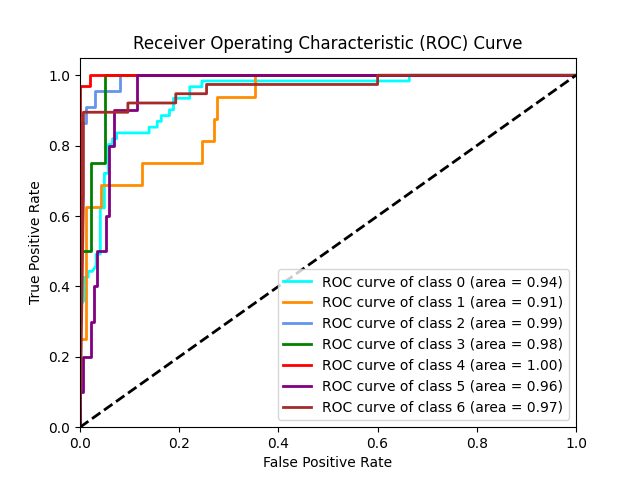 Receiver Operating Characteristic (ROC) Curve
1.0
0.8
0.6
0.4
0.2
0.0
True Positive Rate
ROC curve of class 0 (area = 0.94)
ROC curve of class 1 (area = 0.91)
ROC curve of class 2 (area = 0.99)
ROC curve of class 3 (area = 0.98)
ROC curve of class 4 (area = 1.00)
ROC curve of class 5 (area = 0.96)
ROC curve of class 6 (area = 0.97)
0.0 0.2 0.4 0.6 0.8 1.0
False Positive Rate